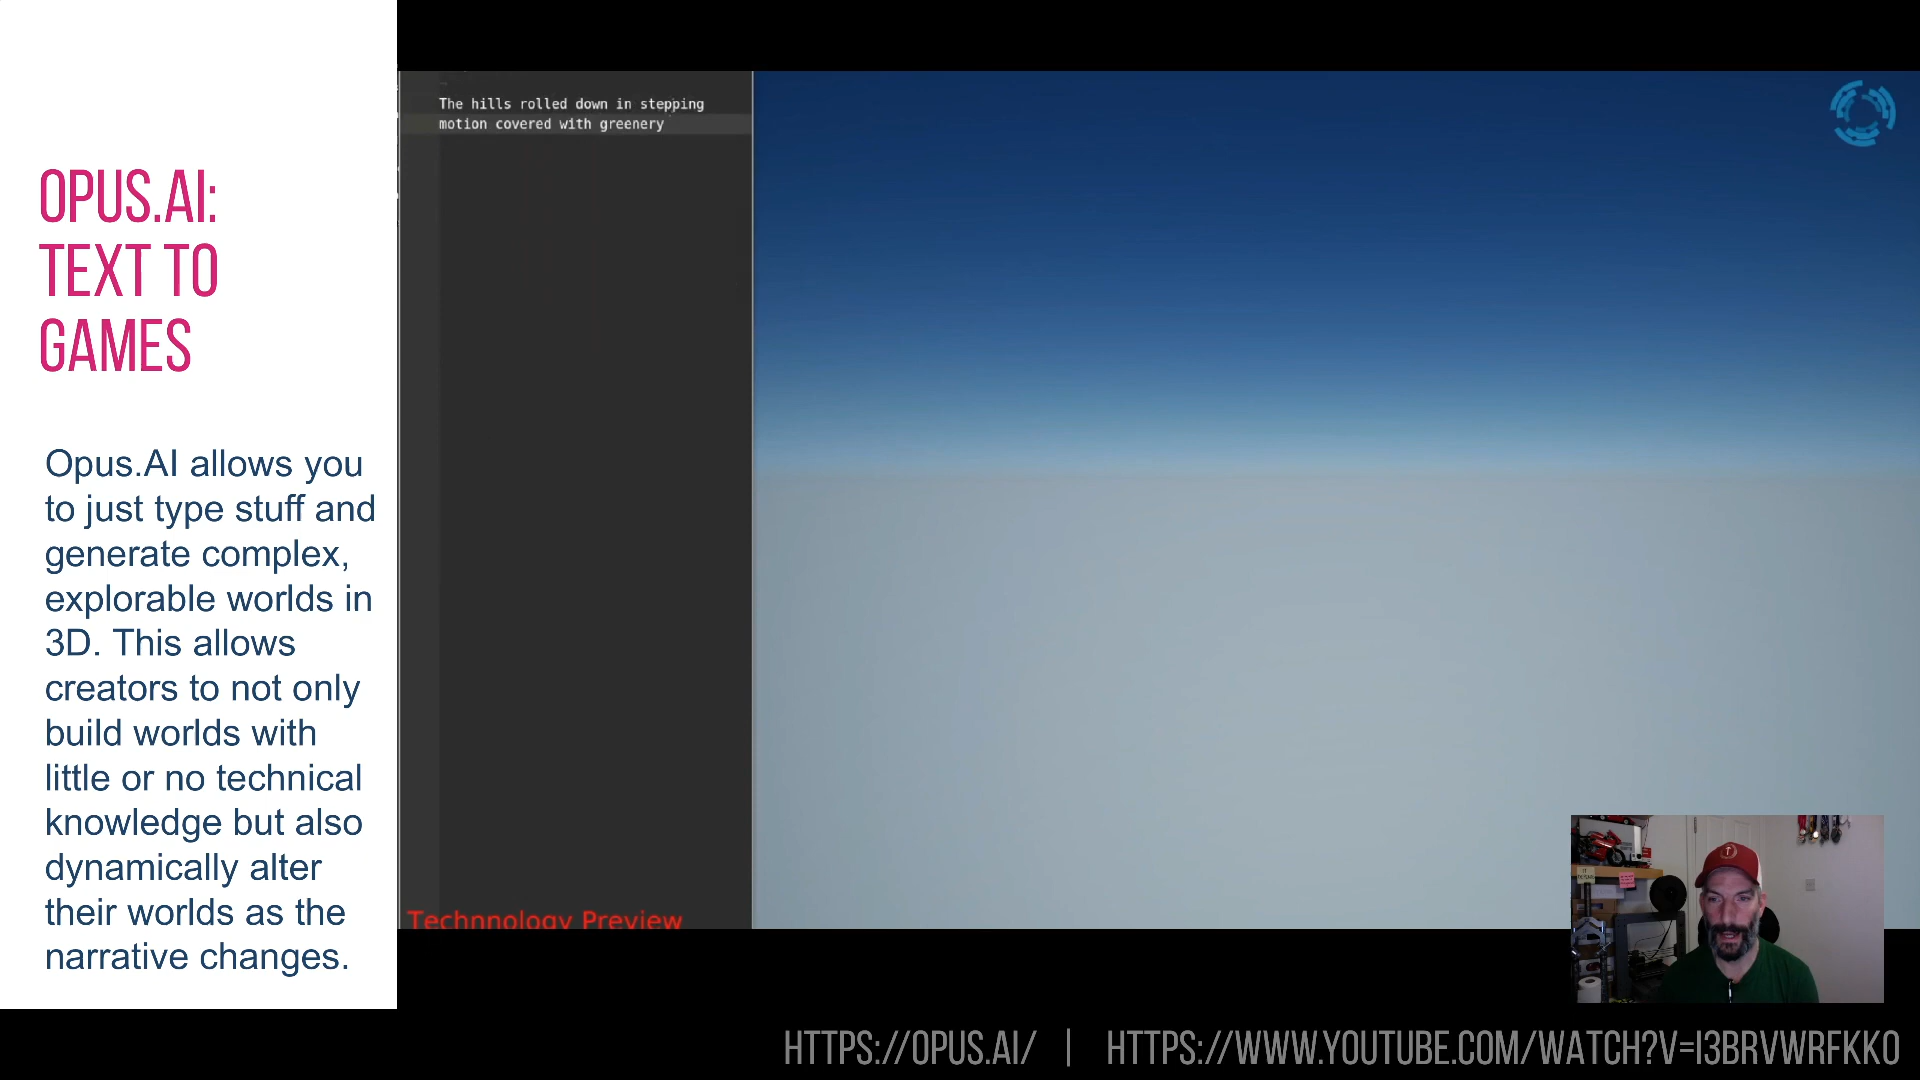 OPUS.AI:
TEXT TO
GAMES
Opus.AI allows you
to just type stuff and
generate complex,
explorable worlds in
3D. This allows
creators to not only
build worlds with
little or no technical
knowledge but also
dynamically alter
their worlds as the
narrative changes.
The hills rolled down in stepping
motion covered with greenery
Technnology Preview
HTTPS://OPUS.AI/ | HTTPS://WWW.YOUTUBE.COM/WATCH?V=I3BRVWRFKKO